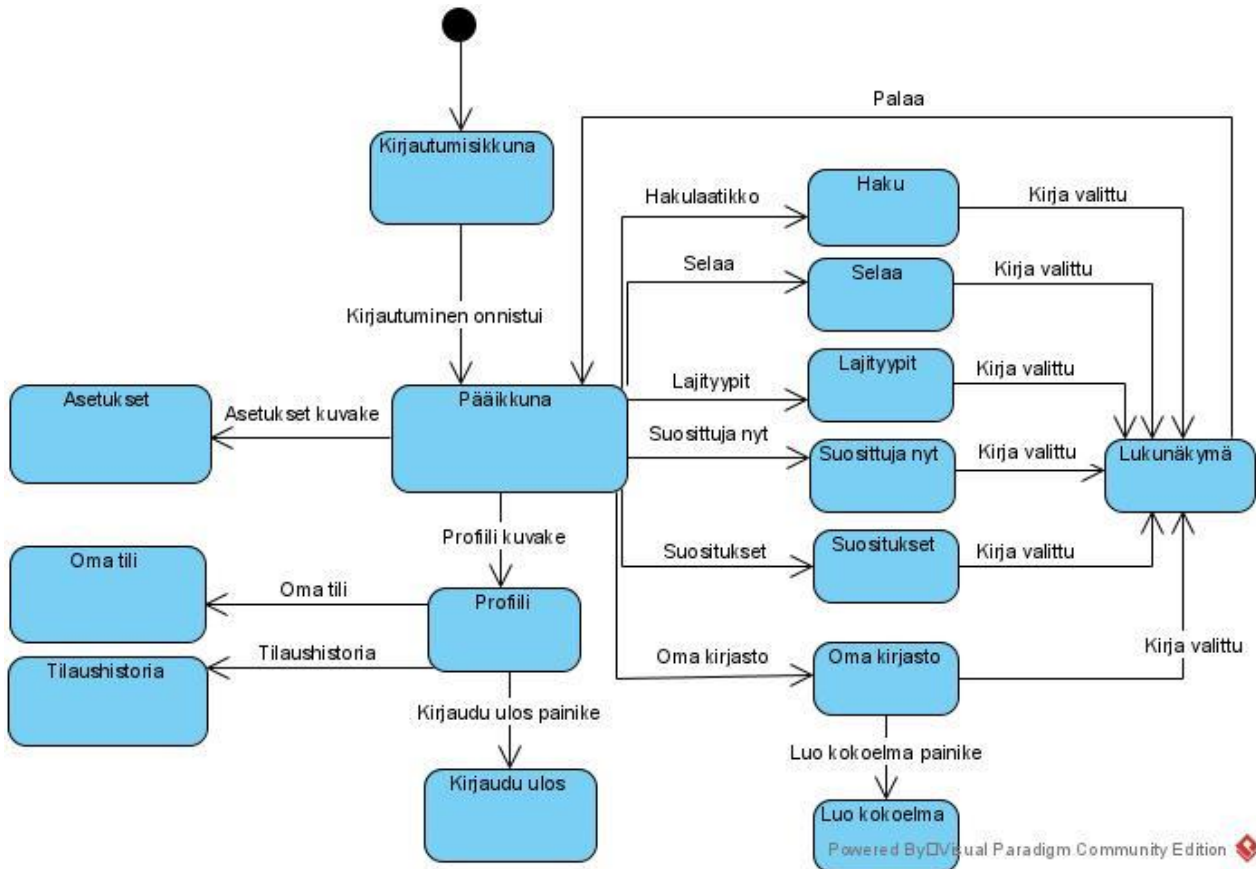 Palaa
Kirjautumisikkuna
Haku
Hakulaatikko
Kirja valittu
Selaa
Selaa
Kirja valittu
Kirjautuminen onnistui
Lajityypit
Lajityypit
Kirja valittu
Asetukset
Asetukset kuvake
Pääikkuna
Suosittuja nyt
Suosittuja nyt
Kirja valittu
Lukunäkymä
Profiili kuvake
Suositukset
Suositukset
Kirja valittu
Oma tili
Oma tili
Profiili
Tilaushistoria
Tilaushistoria
Oma kirjasto
Oma kirjasto
Kirja valittu
Kirjaudu ulos painike
Luo kokoelma painike
Kirjaudu ulos
Luo kokoelma
Powered By Visual Paradigm Community Edition